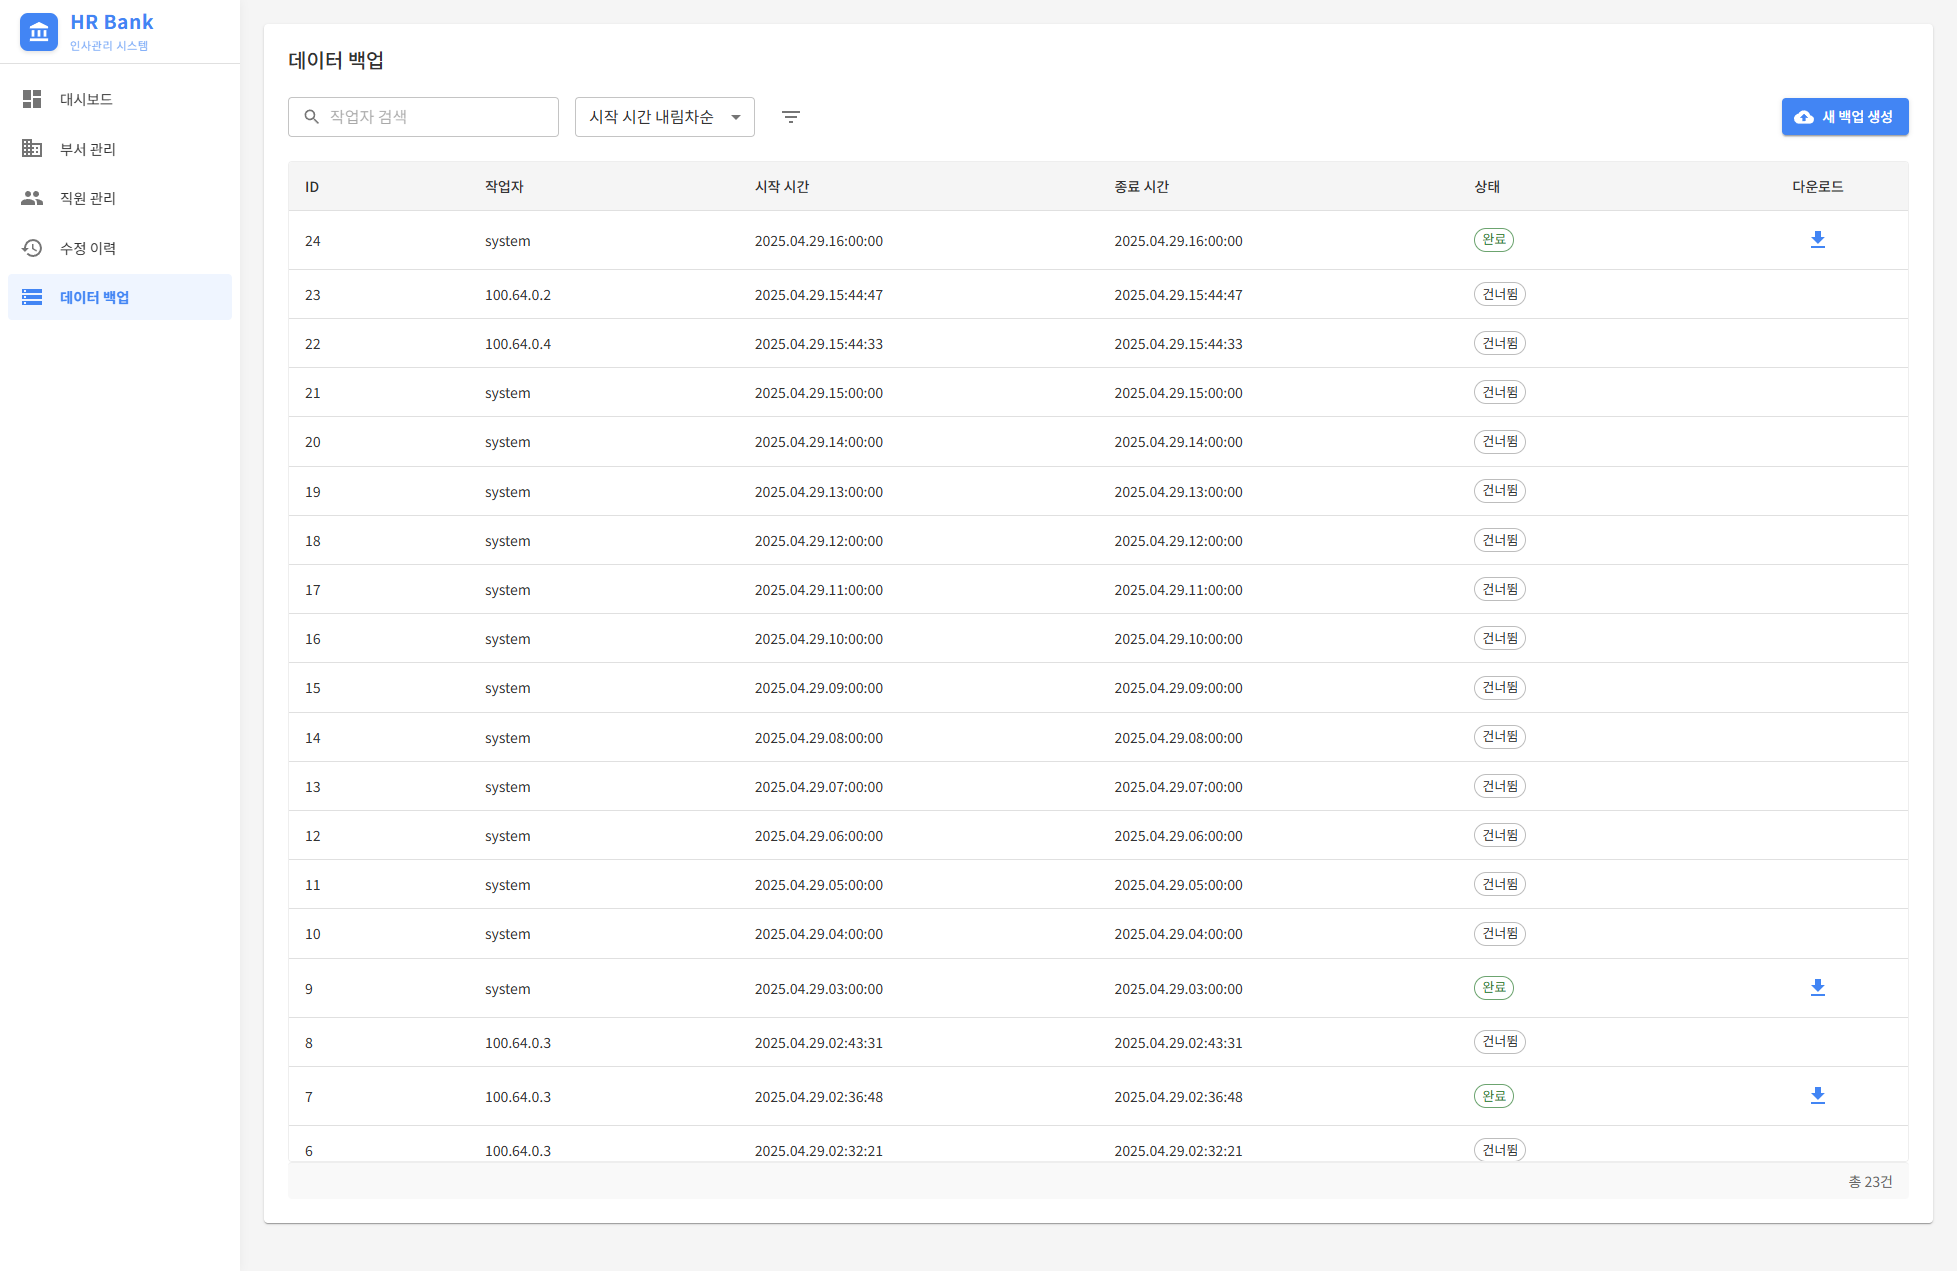 HR Bank
인사관리 시스템
대시보드
부서 관리
직원 관리
수정 이력
데이터 백업
데이터 백업
작업자 검색
시작 시간 내림차순
새 백업 생성
ID 작업자 시작 시간 종료 시간 상태 다운로드
24 system 2025.04.29.16:00:00 2025.04.29.16:00:00 완료
23 100.64.0.2 2025.04.29.15:44:47 2025.04.29.15:44:47 건너뜀
22 100.64.0.4 2025.04.29.15:44:33 2025.04.29.15:44:33 건너뜀
21 system 2025.04.29.15:00:00 2025.04.29.15:00:00 건너뜀
20 system 2025.04.29.14:00:00 2025.04.29.14:00:00 건너뜀
19 system 2025.04.29.13:00:00 2025.04.29.13:00:00 건너뜀
18 system 2025.04.29.12:00:00 2025.04.29.12:00:00 건너뜀
17 system 2025.04.29.11:00:00 2025.04.29.11:00:00 건너뜀
16 system 2025.04.29.10:00:00 2025.04.29.10:00:00 건너뜀
15 system 2025.04.29.09:00:00 2025.04.29.09:00:00 건너뜀
14 system 2025.04.29.08:00:00 2025.04.29.08:00:00 건너뜀
13 system 2025.04.29.07:00:00 2025.04.29.07:00:00 건너뜀
12 system 2025.04.29.06:00:00 2025.04.29.06:00:00 건너뜀
11 system 2025.04.29.05:00:00 2025.04.29.05:00:00 건너뜀
10 system 2025.04.29.04:00:00 2025.04.29.04:00:00 건너뜀
9 system 2025.04.29.03:00:00 2025.04.29.03:00:00 완료
8 100.64.0.3 2025.04.29.02:43:31 2025.04.29.02:43:31 건너뜀
7 100.64.0.3 2025.04.29.02:36:48 2025.04.29.02:36:48 완료
6 100.64.0.3 2025.04.29.02:32:21 2025.04.29.02:32:21 건너뜀
총 23건